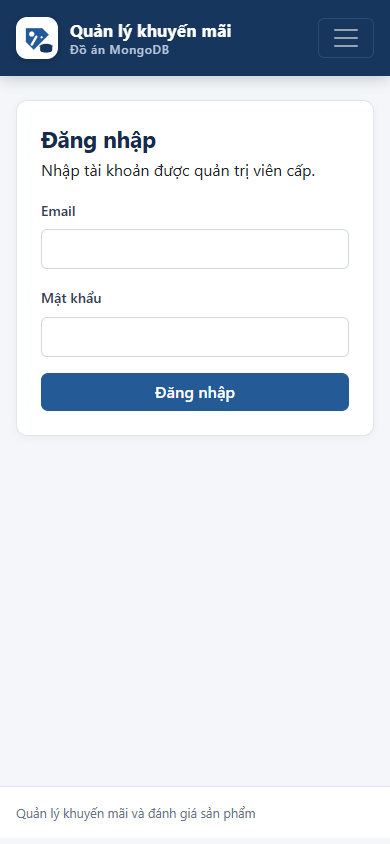 Quản lý khuyến mãi
Đồ án MongoDB
Đăng nhập
Nhập tài khoản được quản trị viên cấp.
Email
Mật khẩu
Đăng nhập
Quản lý khuyến mãi và đánh giá sản phẩm